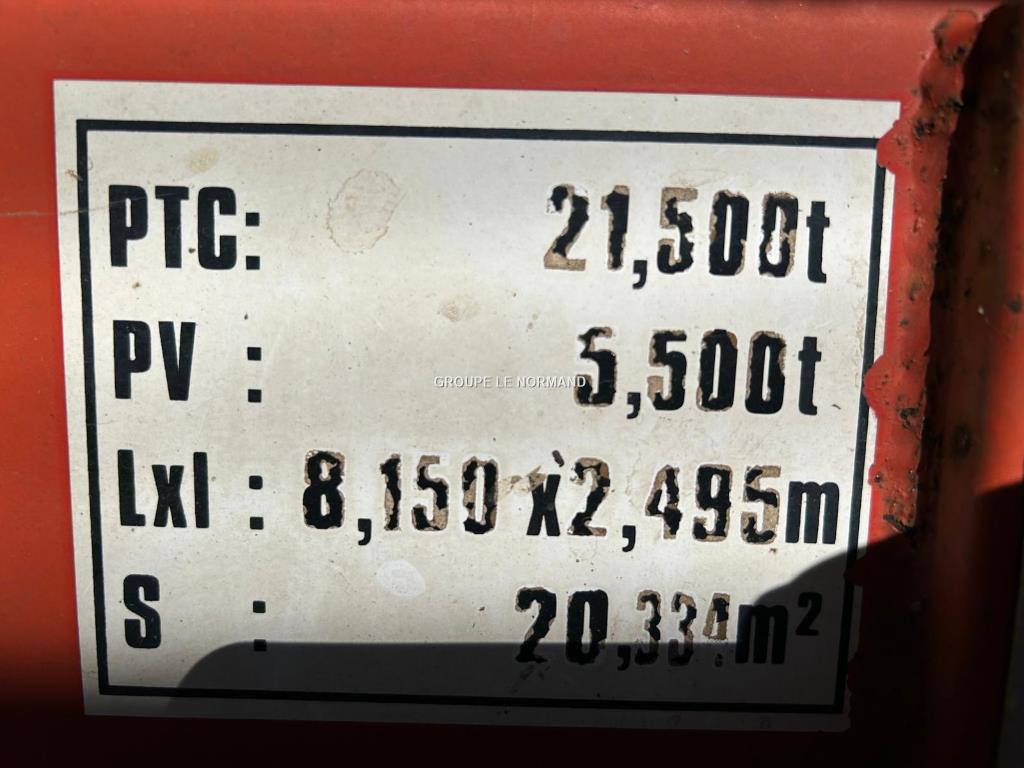 PTC: 21,500t
PV : 5,500t
GROUPE LE NORMAND
Lxl : 8,150 x2,495m
S : 20,334m²